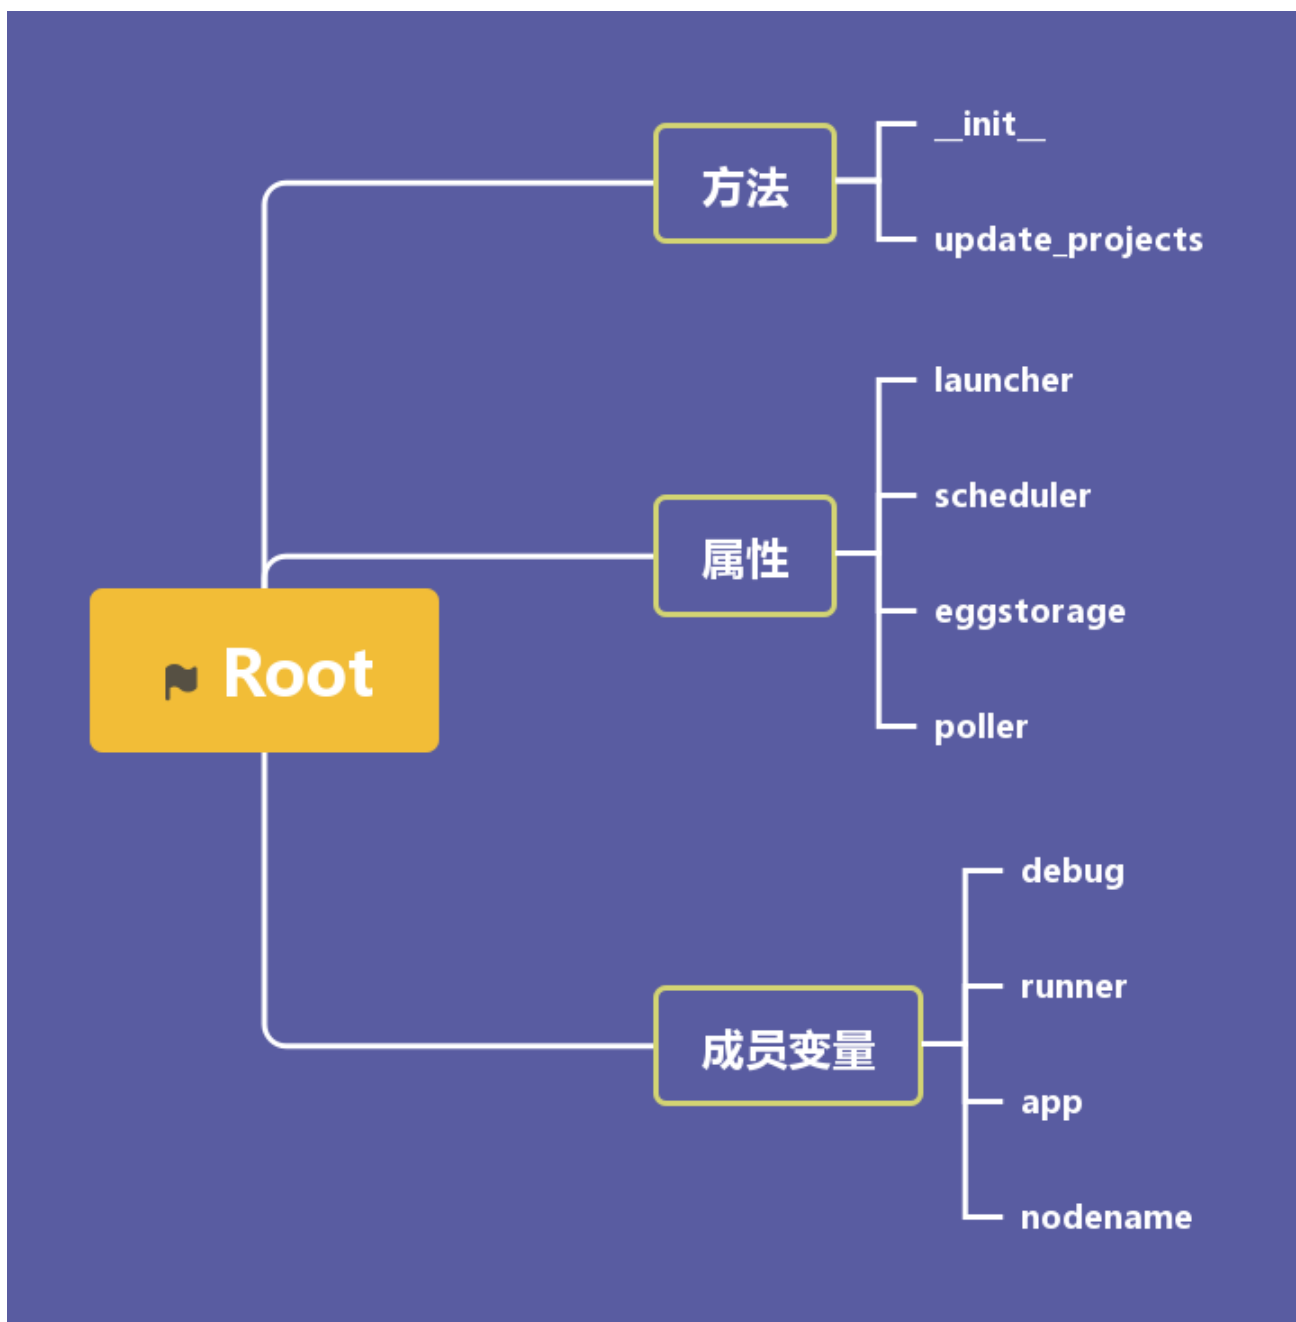 Root
方法
__init__
update_projects
属性
launcher
scheduler
eggstorage
poller
成员变量
debug
runner
app
nodename